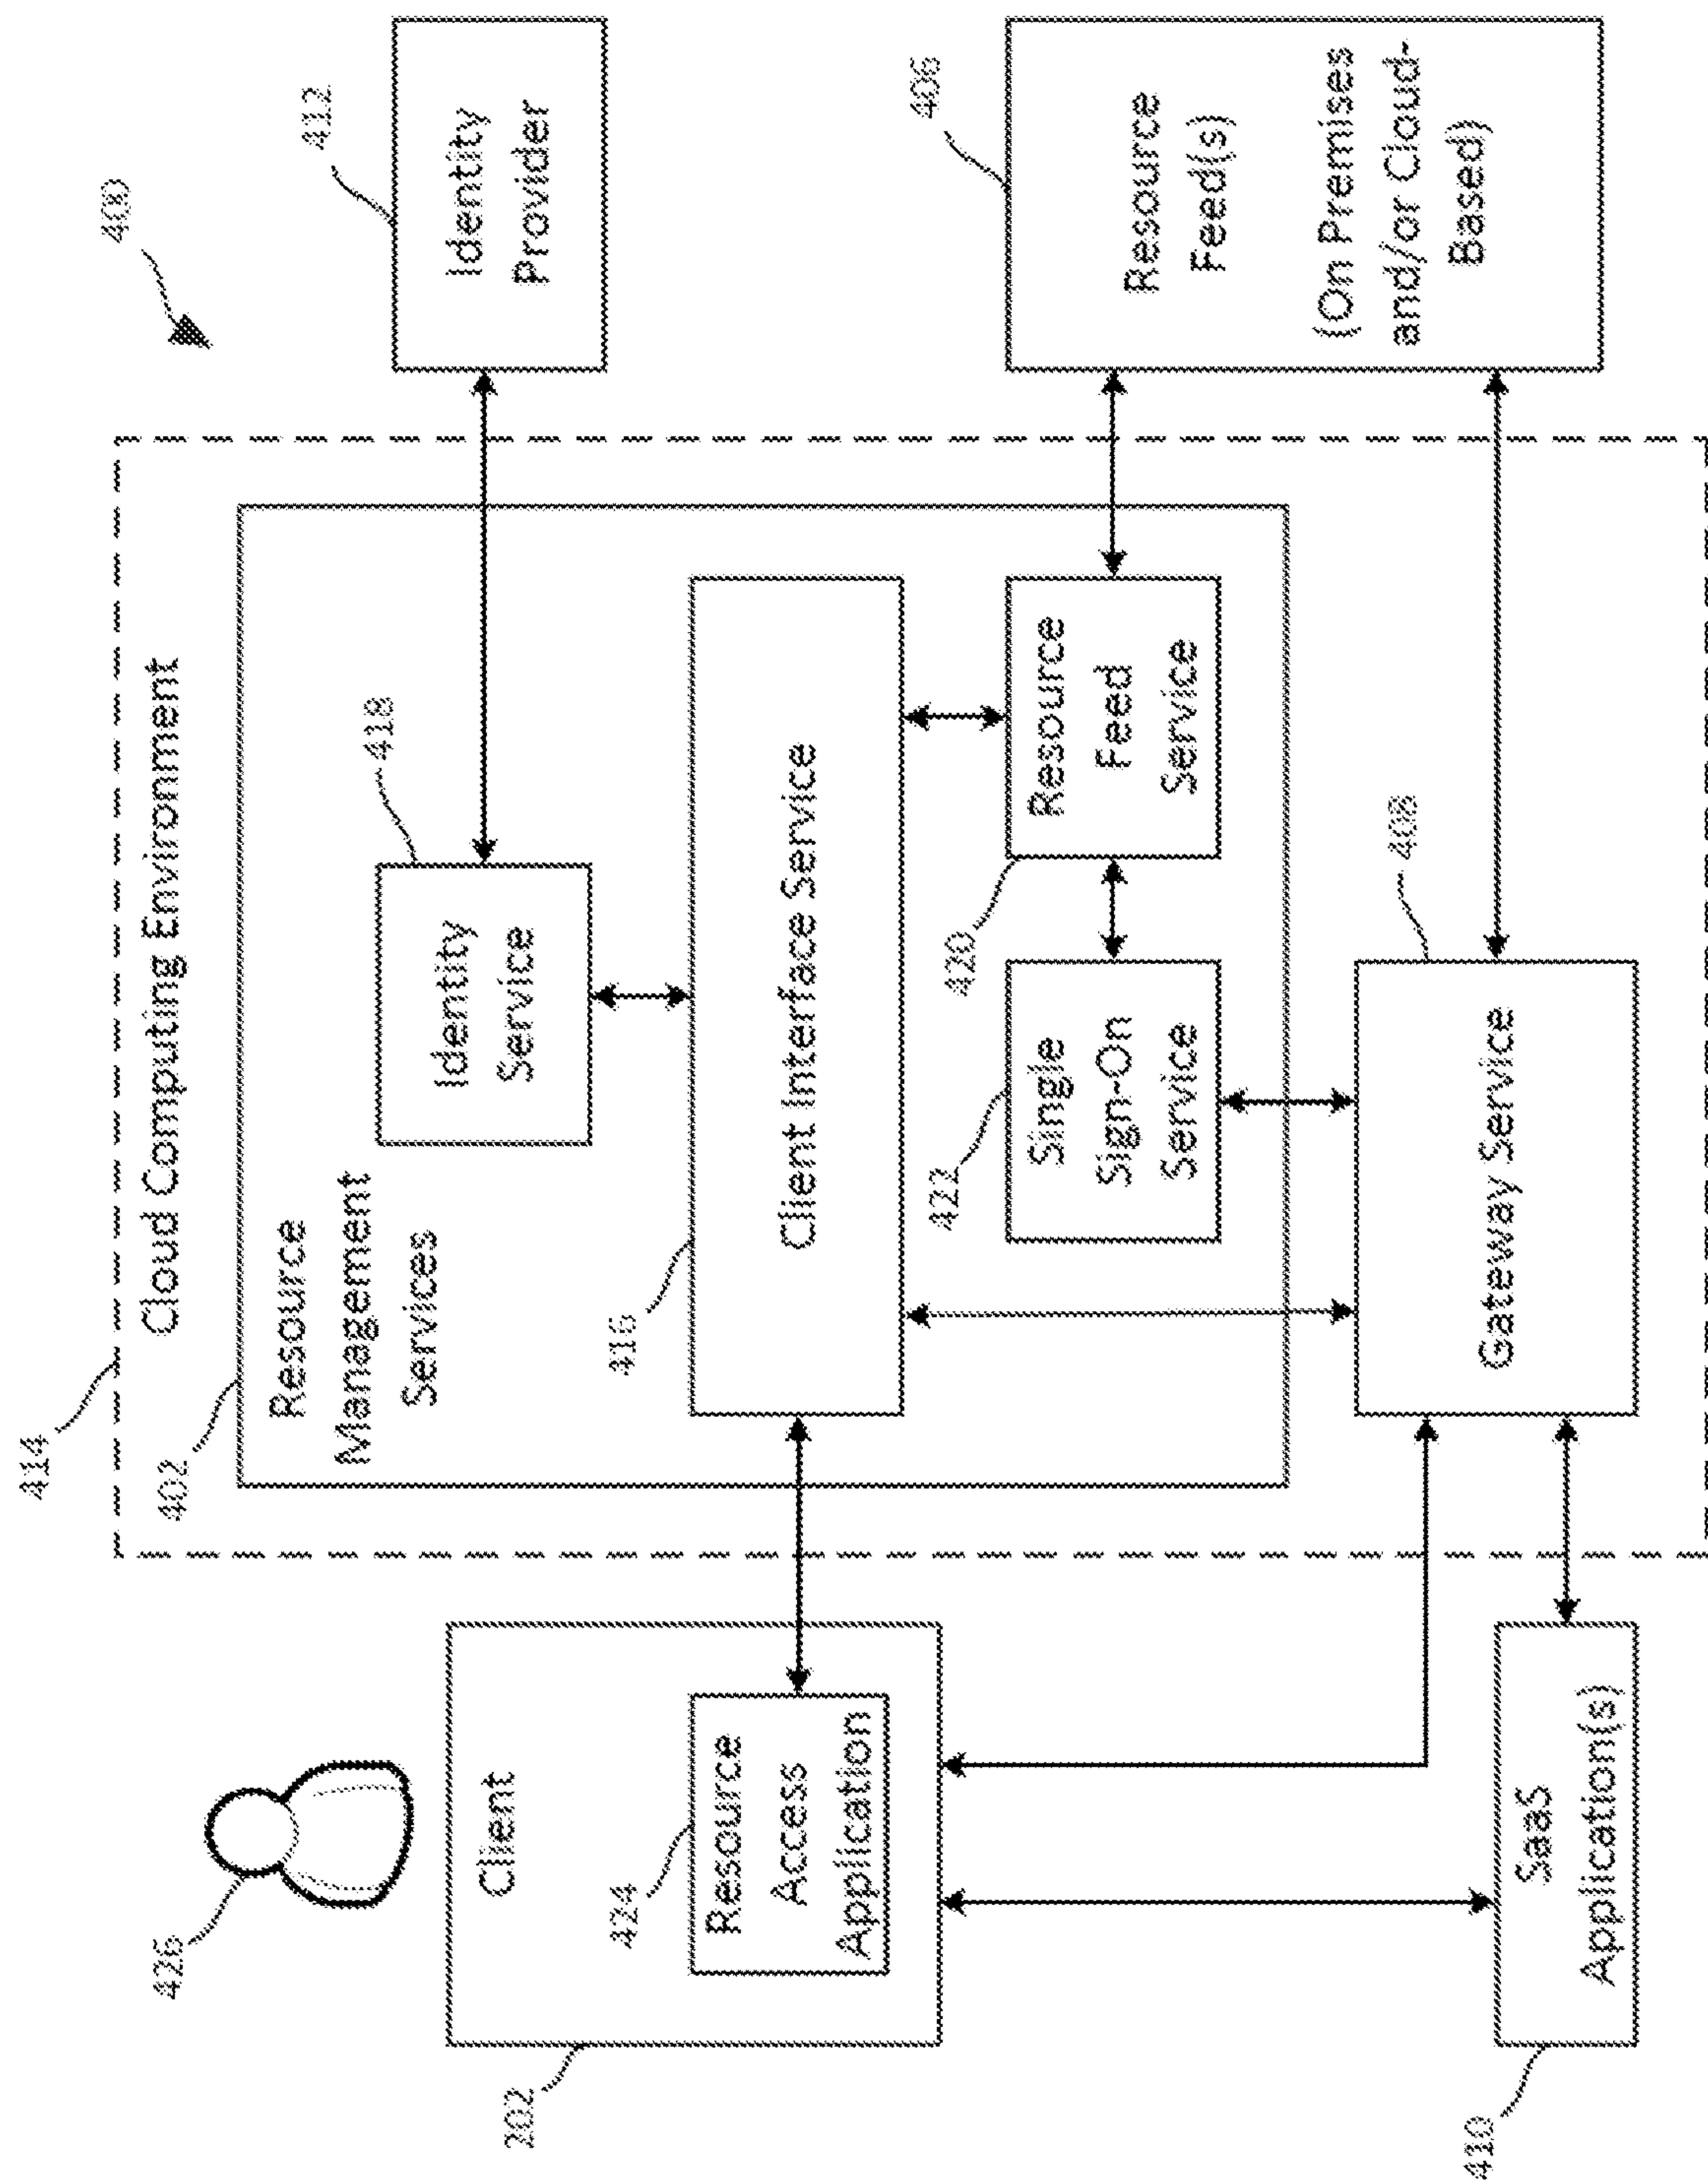 400
414
Cloud Computing Environment
402
Resource
Management
Services
418
Identity
Service
412
Identity
Provider
426
202
Client
424
Resource
Access
Application
416
Client Interface Service
422
Single
Sign-On
Service
420
Resource
Feed
Service
406
Resource
Feed(s)
(On Premises
and/or Cloud-
Based)
408
Gateway Service
410
SaaS
Application(s)